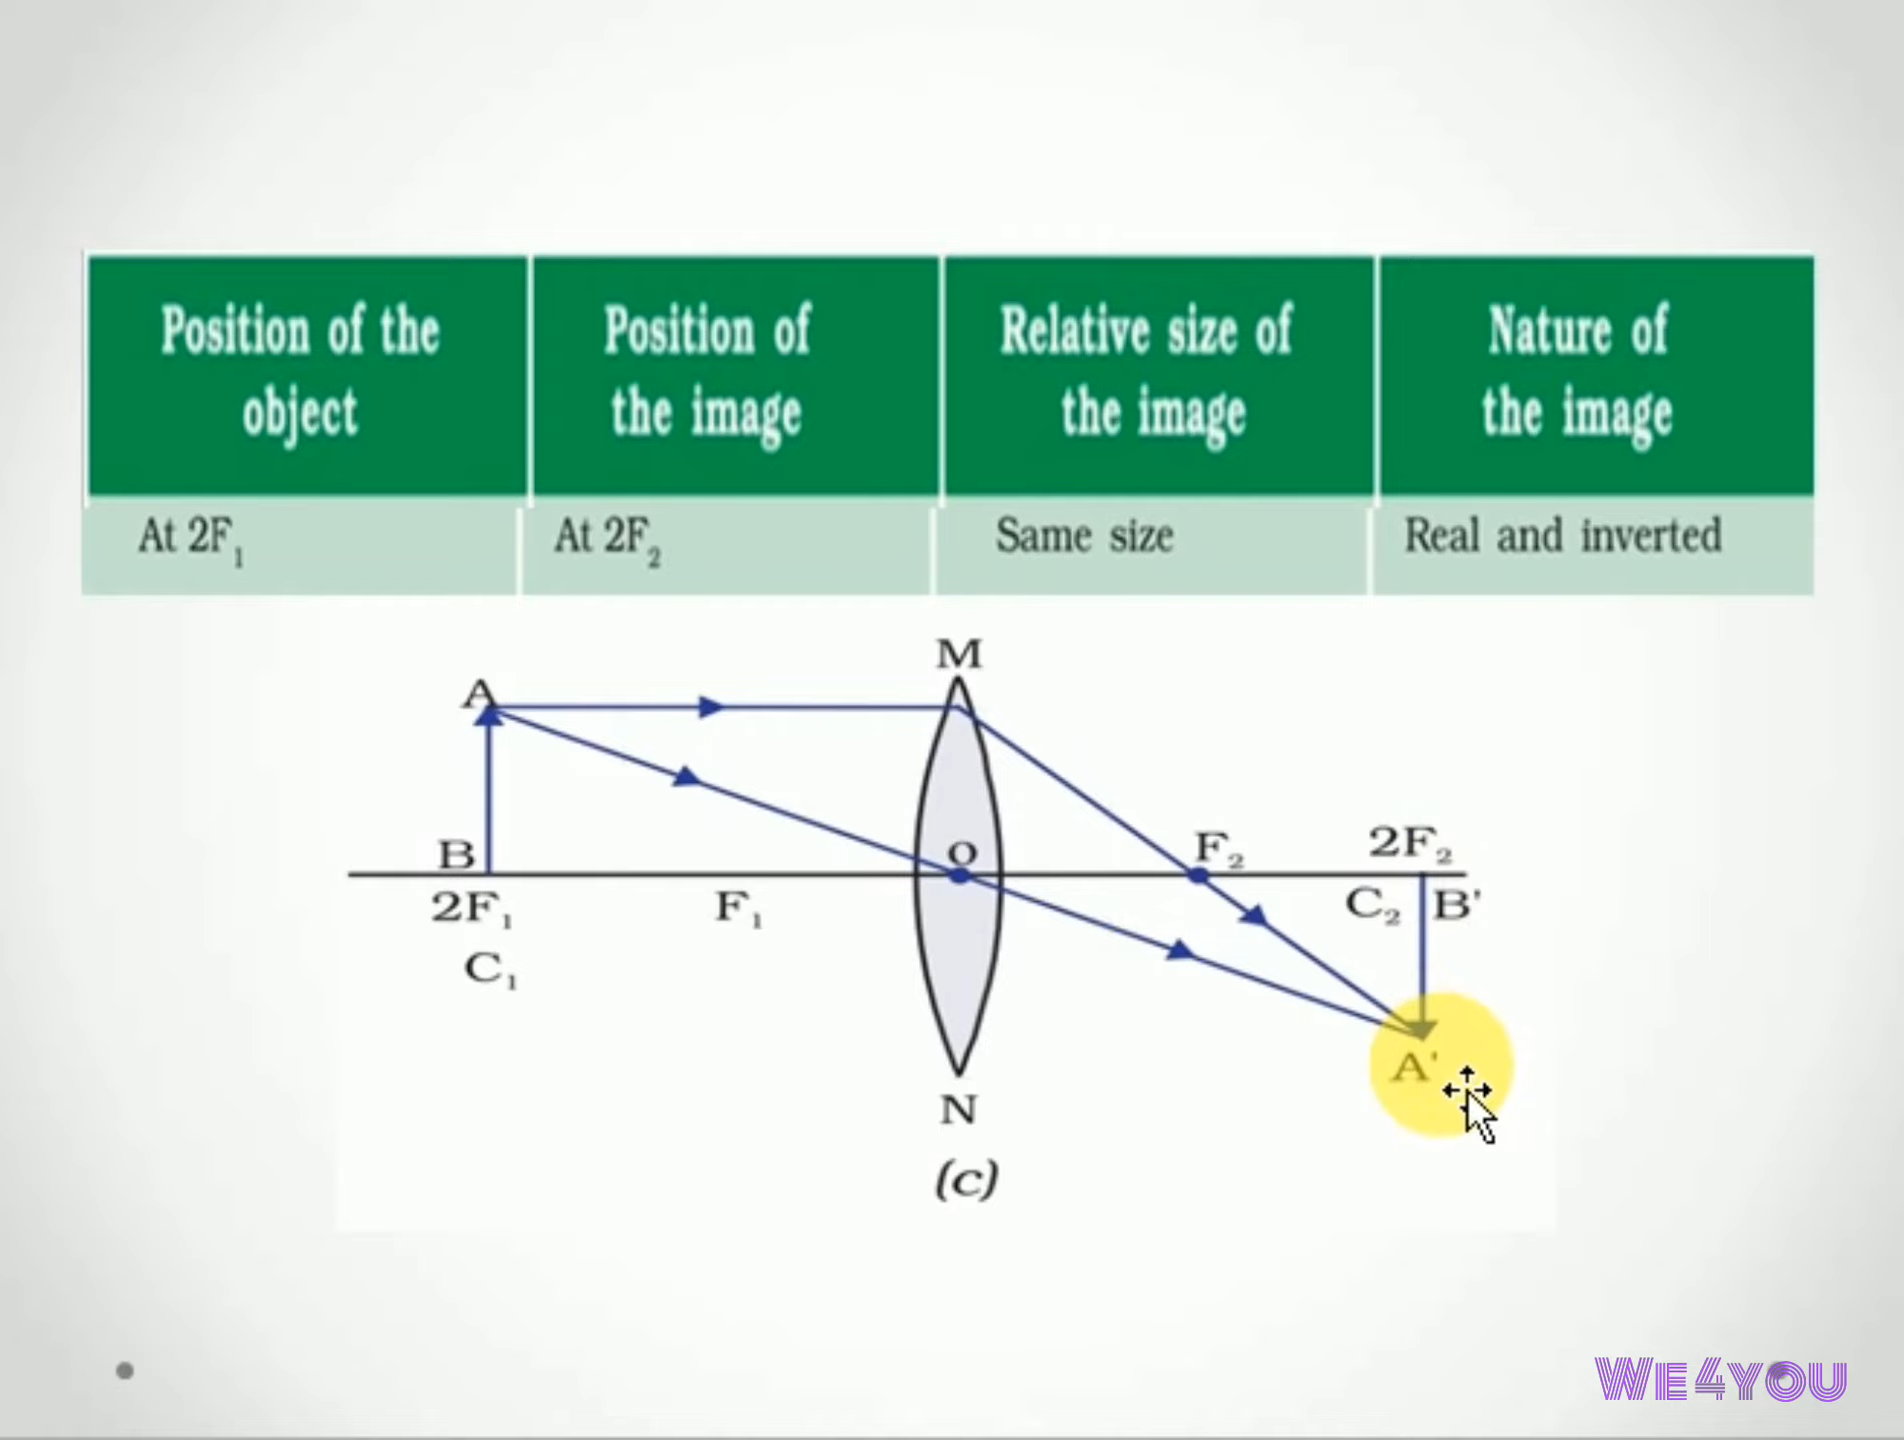 Position of the object
Position of the image
Relative size of the image
Nature of the image
At 2F₁
At 2F₂
Same size
Real and inverted
M
A
B
O
F₂
2F₂
2F₁
F₁
C₂
B'
C₁
A'
N
(c)
WE4YOU